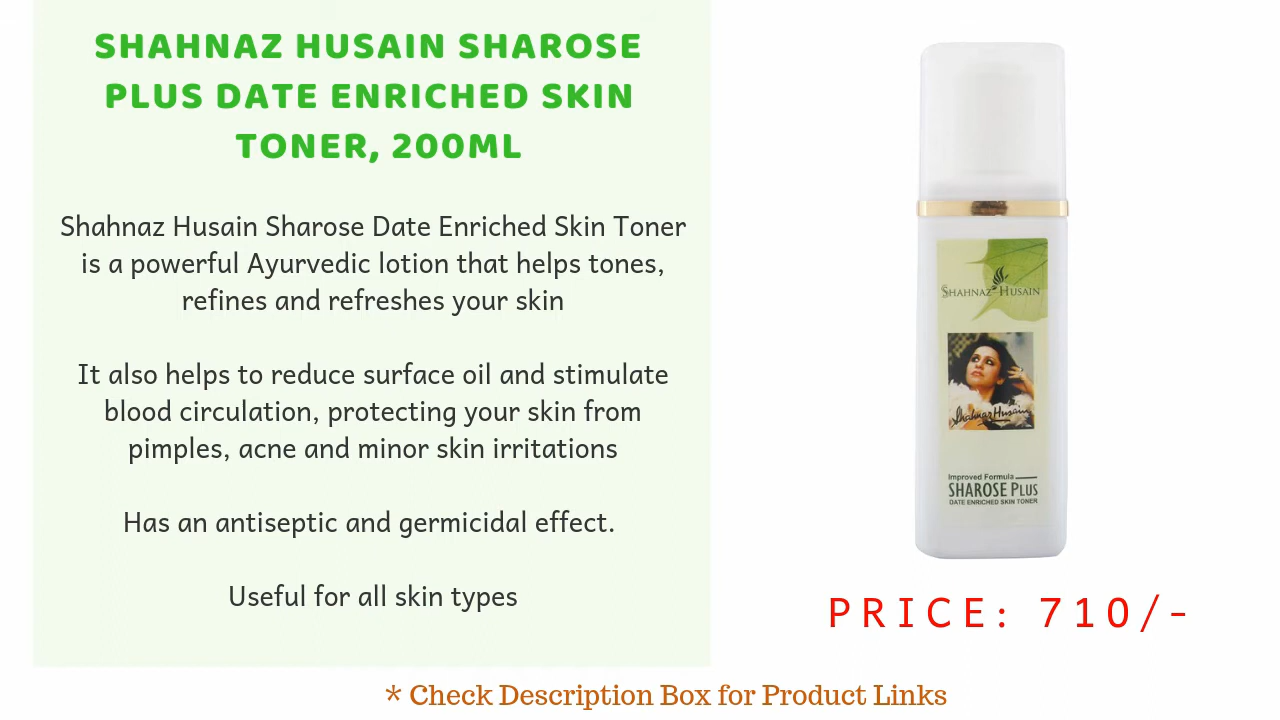 SHAHNAZ HUSAIN SHAROSE
PLUS DATE ENRICHED SKIN
TONER, 200ML
Shahnaz Husain Sharose Date Enriched Skin Toner
is a powerful Ayurvedic lotion that helps tones,
refines and refreshes your skin
It also helps to reduce surface oil and stimulate
blood circulation, protecting your skin from
pimples, acne and minor skin irritations
Has an antiseptic and germicidal effect.
Useful for all skin types
SHAHNAZ HUSAIN
Shahnaz Husain
Improved Formula
SHAROSE PLUS
DATE ENRICHED SKIN TONER
PRICE: 710/-
* Check Description Box for Product Links